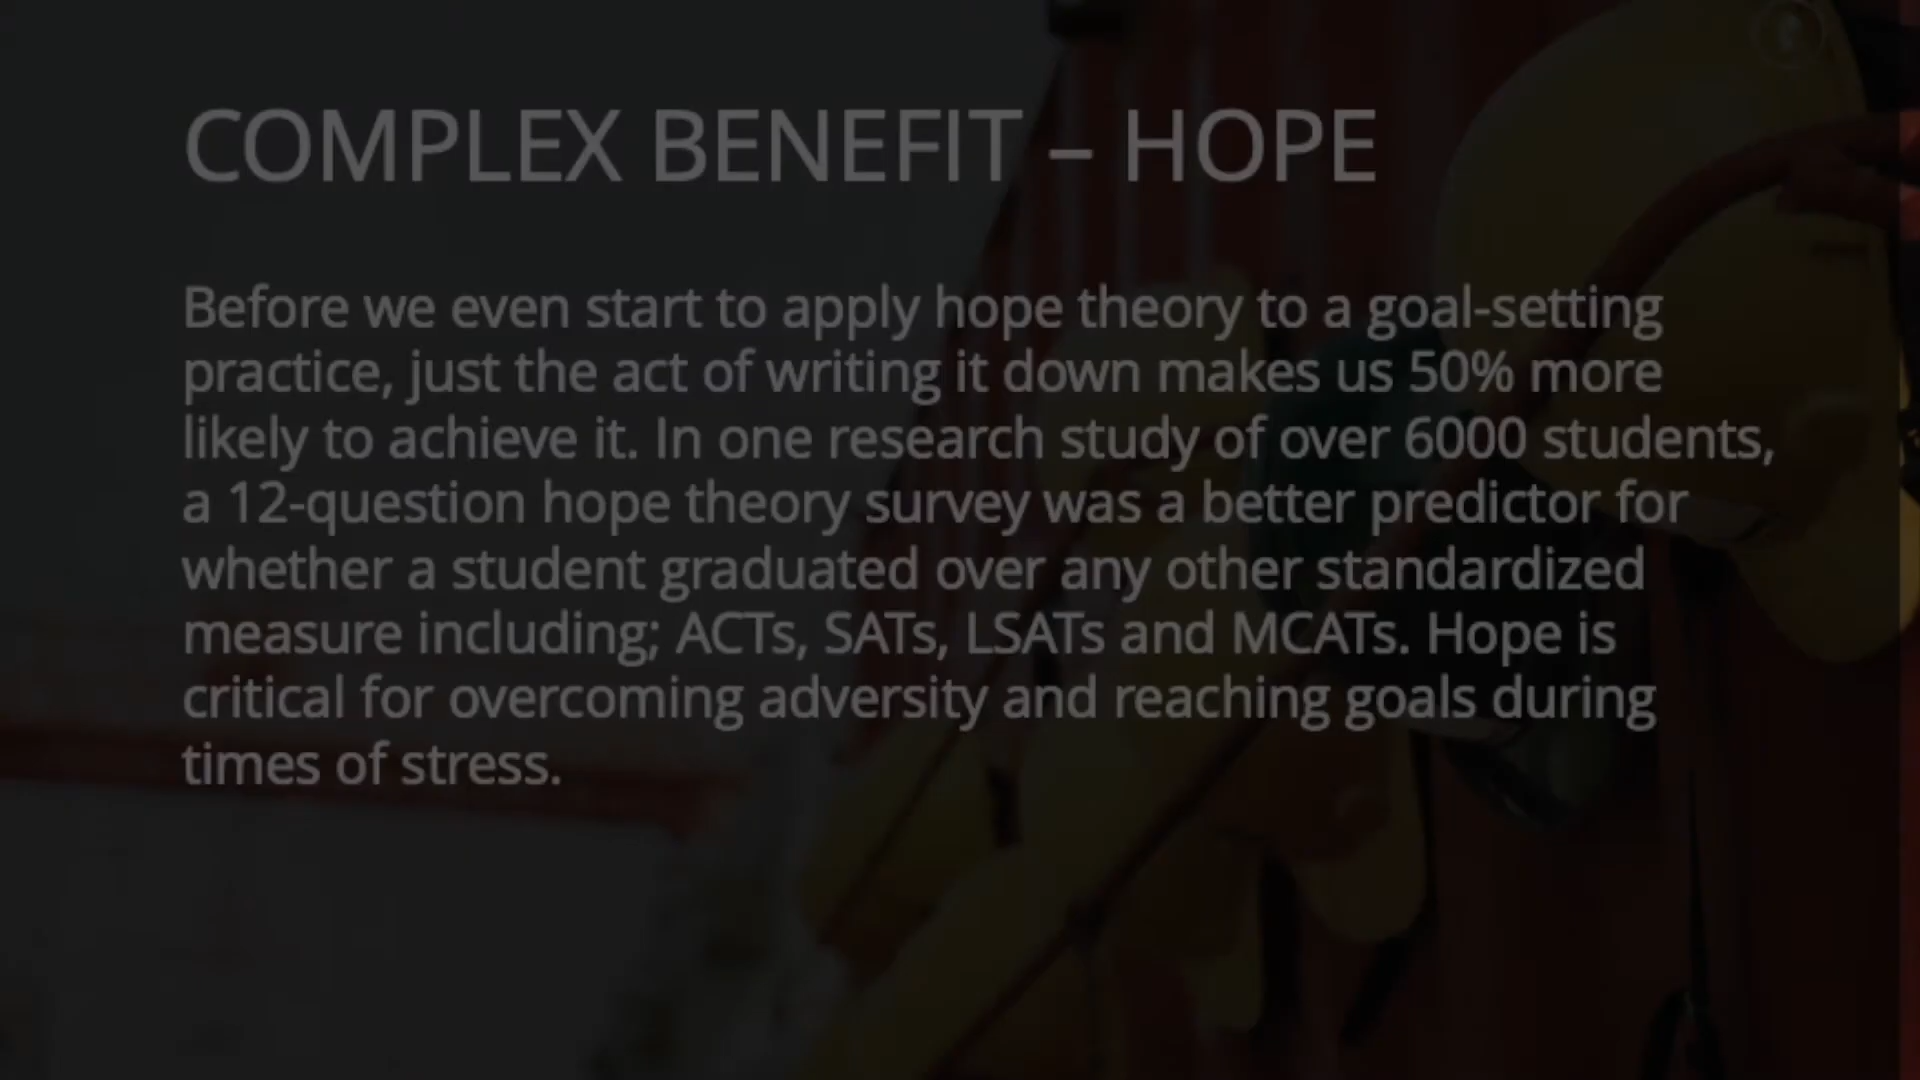 COMPLEX BENEFIT – HOPE
Before we even start to apply hope theory to a goal-setting
practice, just the act of writing it down makes us 50% more
likely to achieve it. In one research study of over 6000 students,
a 12-question hope theory survey was a better predictor for
whether a student graduated over any other standardized
measure including; ACTs, SATs, LSATs and MCATs. Hope is
critical for overcoming adversity and reaching goals during
times of stress.